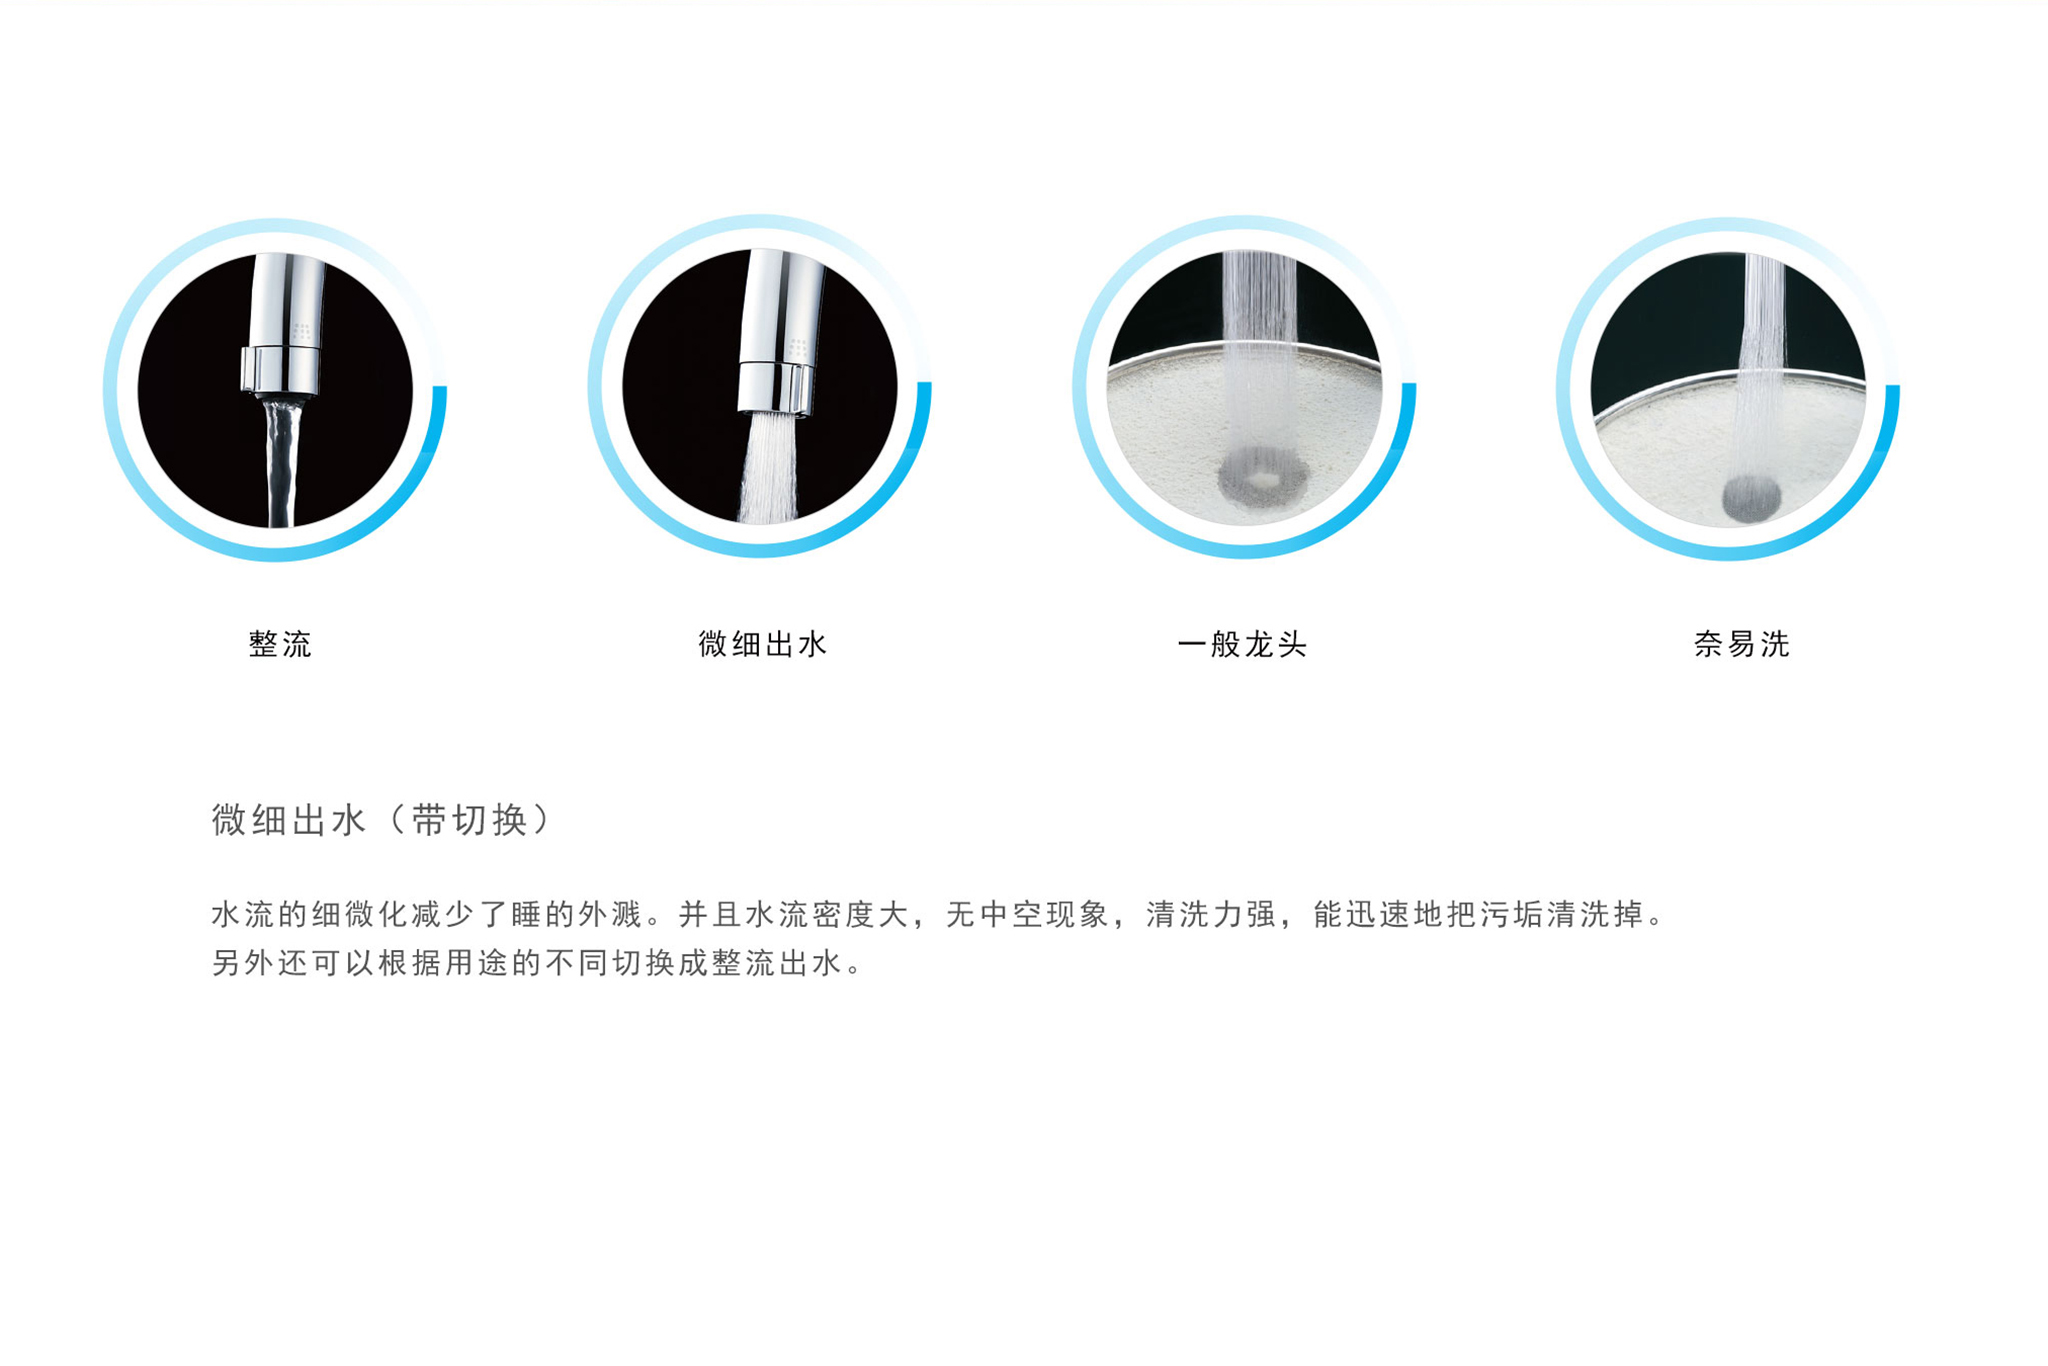 整流
微细出水
一般龙头
奈易洗
微细出水（带切换）
水流的细微化减少了睡的外溅。并且水流密度大，无中空现象，清洗力强，能迅速地把污垢清洗掉。
另外还可以根据用途的不同切换成整流出水。